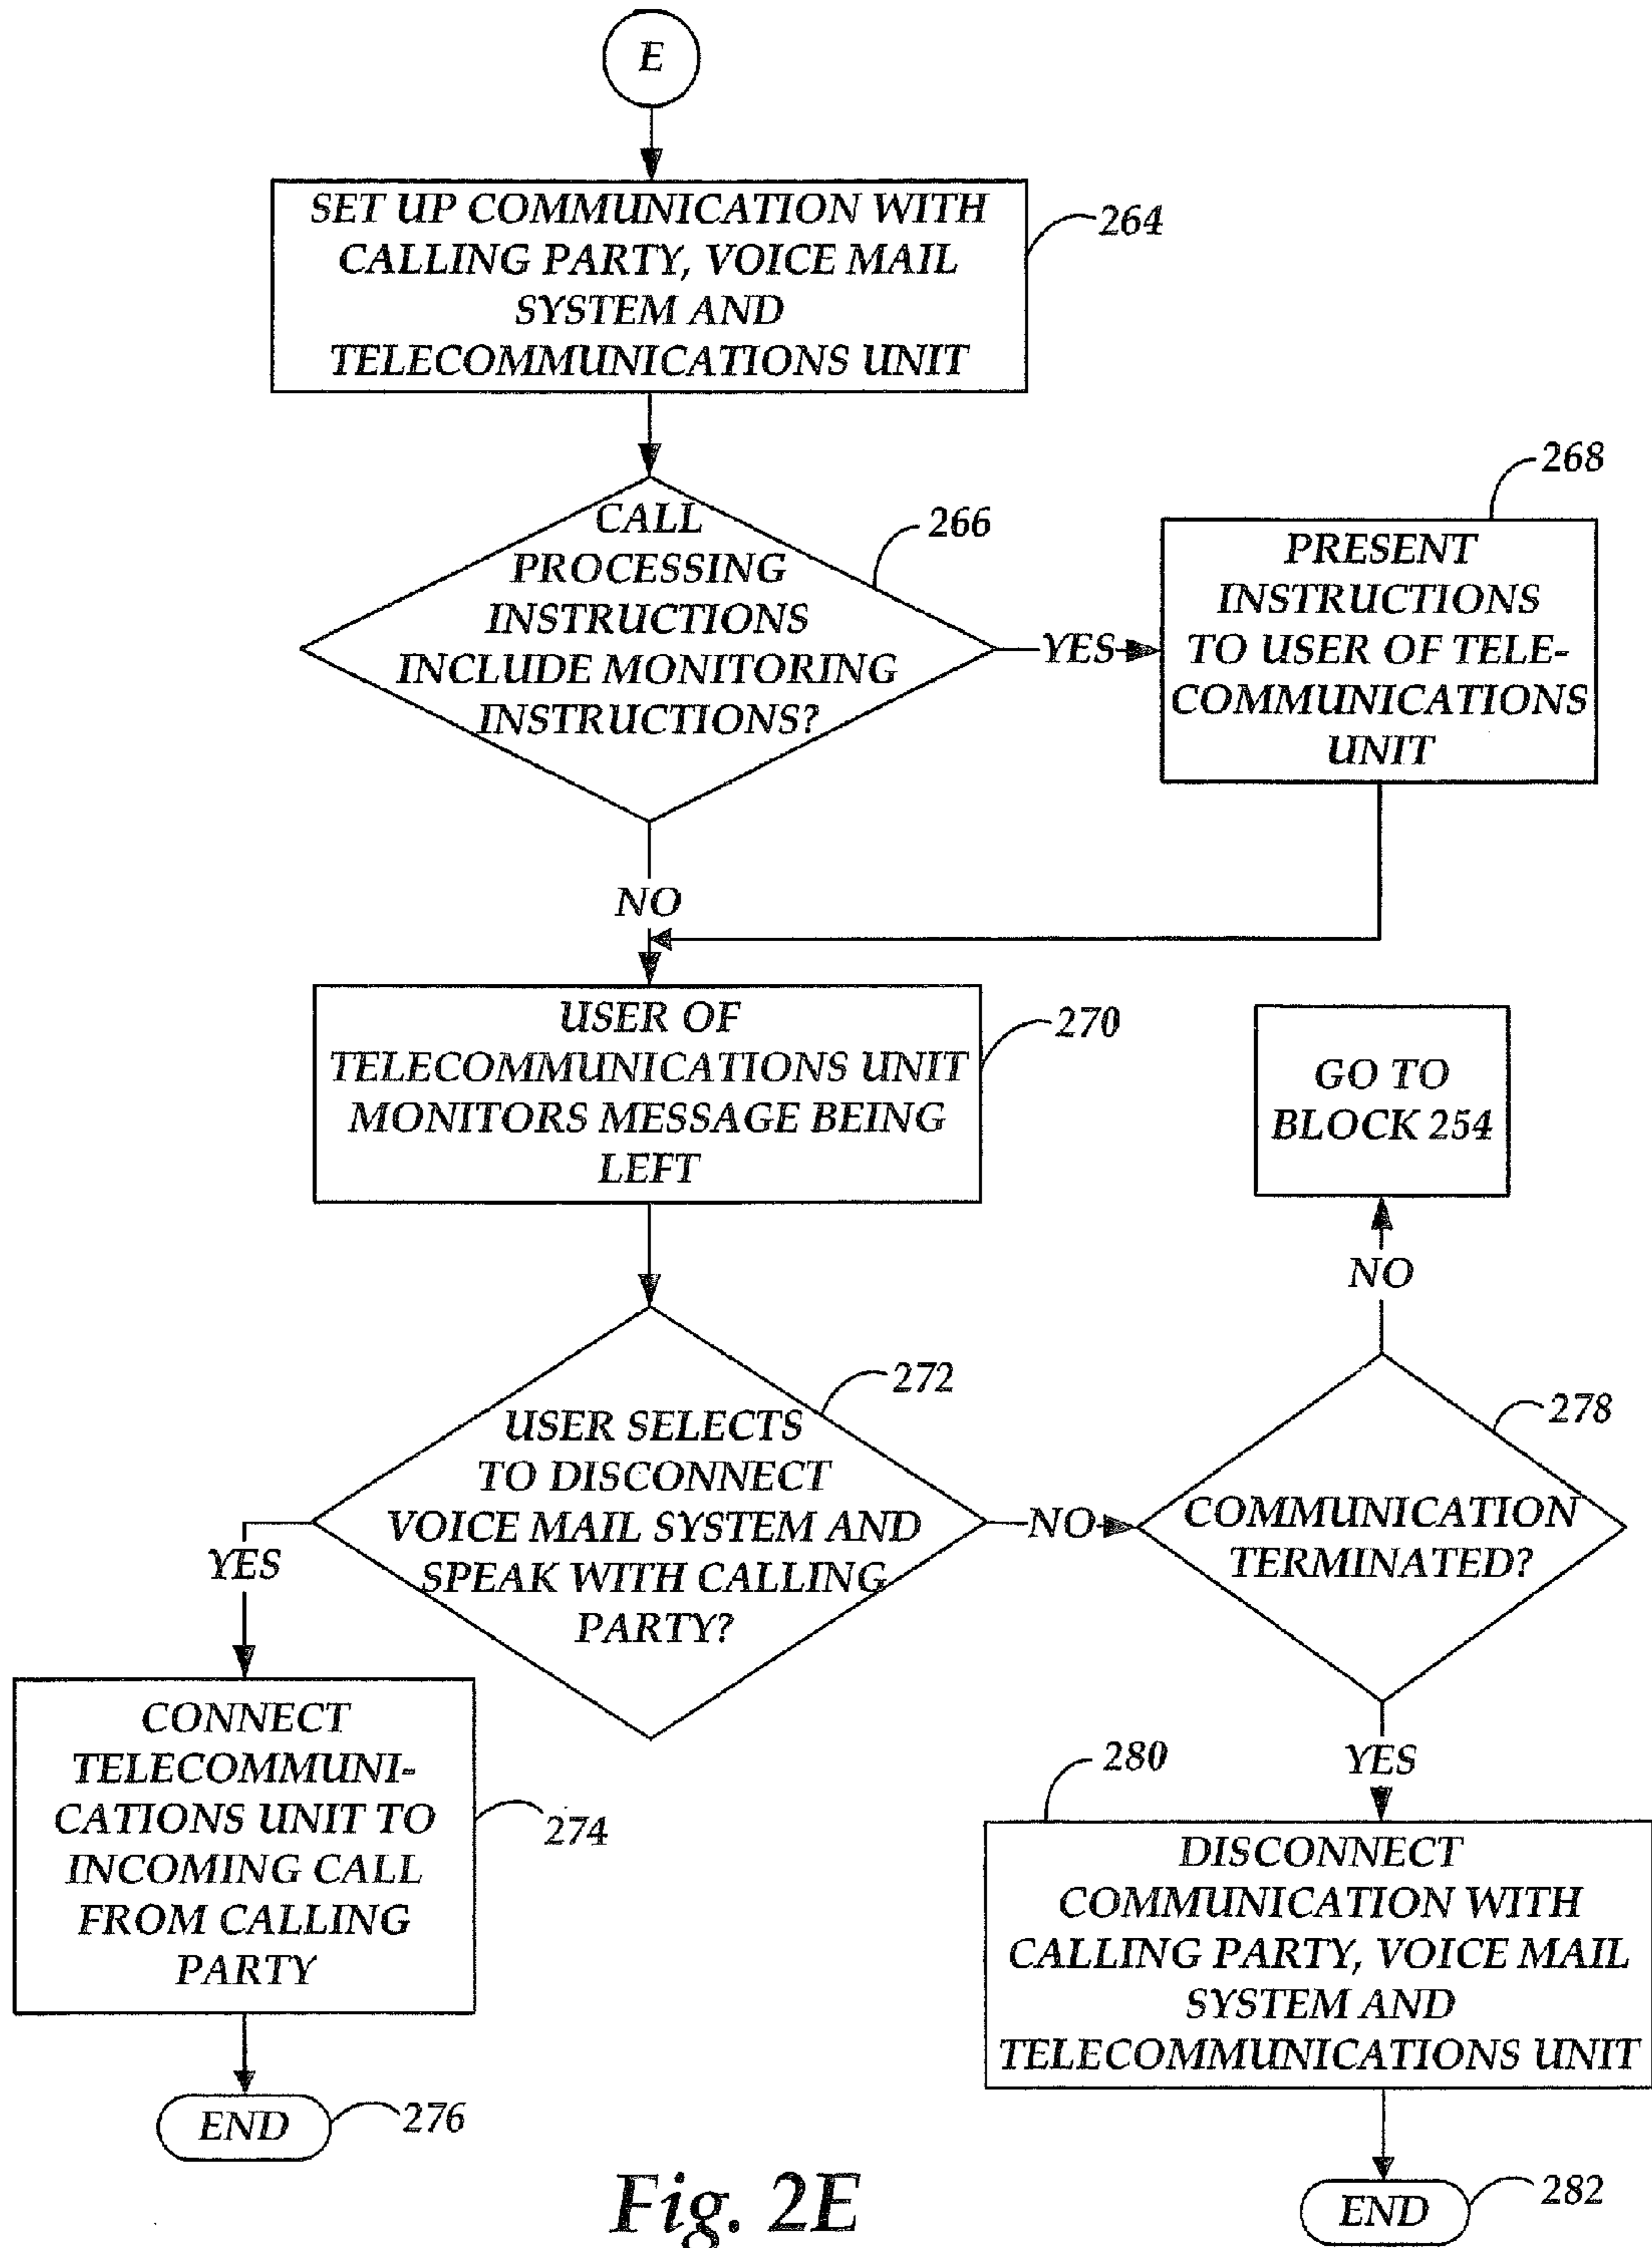 E
SET UP COMMUNICATION WITH
CALLING PARTY, VOICE MAIL
SYSTEM AND
TELECOMMUNICATIONS UNIT
264
CALL
PROCESSING
INSTRUCTIONS
INCLUDE MONITORING
INSTRUCTIONS?
266
YES
268
PRESENT
INSTRUCTIONS
TO USER OF TELE-
COMMUNICATIONS
UNIT
NO
USER OF
TELECOMMUNICATIONS UNIT
MONITORS MESSAGE BEING
LEFT
270
GO TO
BLOCK 254
NO
272
USER SELECTS
TO DISCONNECT
VOICE MAIL SYSTEM AND
SPEAK WITH CALLING
PARTY?
NO
278
COMMUNICATION
TERMINATED?
YES
CONNECT
TELECOMMUNI-
CATIONS UNIT TO
INCOMING CALL
FROM CALLING
PARTY
274
END
276
YES
280
DISCONNECT
COMMUNICATION WITH
CALLING PARTY, VOICE MAIL
SYSTEM AND
TELECOMMUNICATIONS UNIT
END
282
Fig. 2E